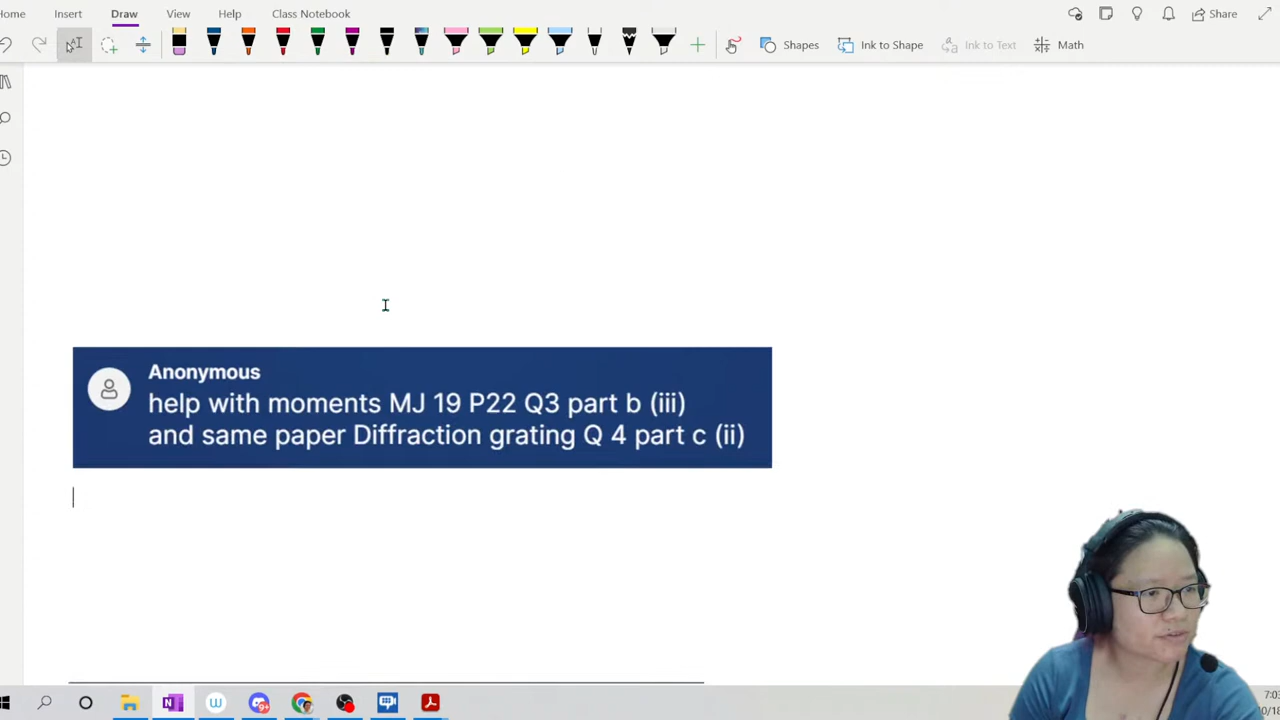 Home Insert Draw View Help Class Notebook Share
Shapes Ink to Shape Ink to Text Math
Anonymous
help with moments MJ 19 P22 Q3 part b (iii)
and same paper Diffraction grating Q 4 part c (ii)